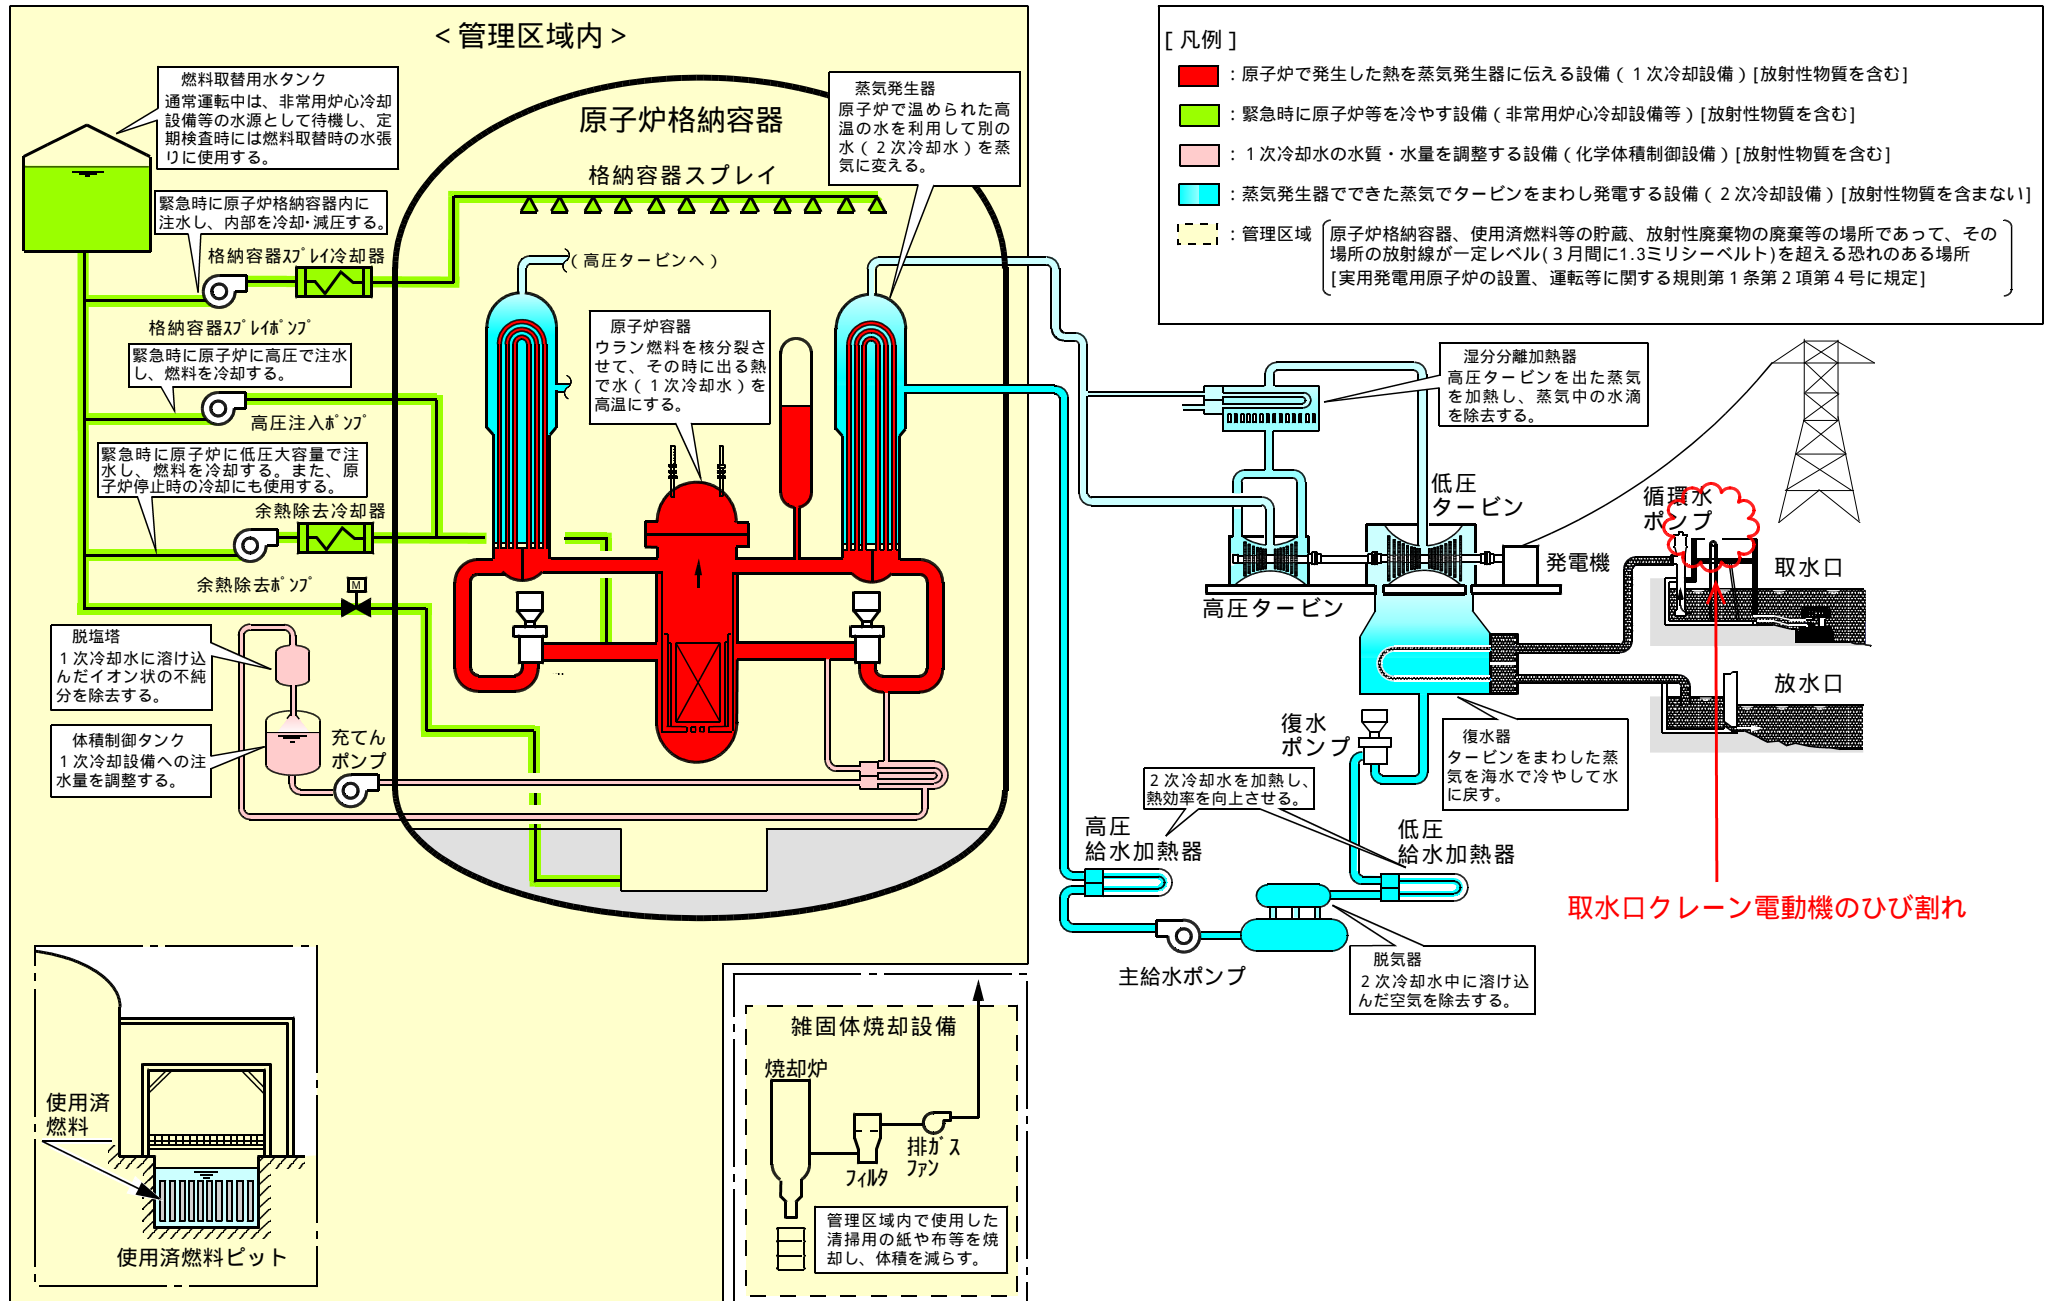 ＜管理区域内＞
燃料取替用水タンク
通常運転中は、非常用炉心冷却
設備等の水源として待機し、定
期検査時には燃料取替時の水張
りに使用する。
緊急時に原子炉格納容器内に
注水し、内部を冷却・減圧する。
格納容器ｽﾌﾟﾚｲ冷却器
格納容器ｽﾌﾟﾚｲﾎﾟﾝﾌﾟ
緊急時に原子炉に高圧で注水
し、燃料を冷却する。
高圧注入ﾎﾟﾝﾌﾟ
緊急時に原子炉に低圧大容量で注
水し、燃料を冷却する。また、原
子炉停止時の冷却にも使用する。
余熱除去冷却器
余熱除去ﾎﾟﾝﾌﾟ
M
脱塩塔
１次冷却水に溶け込
んだイオン状の不純
分を除去する。
体積制御タンク
１次冷却設備への注
水量を調整する。
充てん
ポンプ
原子炉格納容器
格納容器スプレイ
蒸気発生器
原子炉で温められた高
温の水を利用して別の
水（２次冷却水）を蒸
気に変える。
（高圧タービンへ）
原子炉容器
ウラン燃料を核分裂さ
せて、その時に出る熱
で水（１次冷却水）を
高温にする。
使用済
燃料
使用済燃料ピット
雑固体焼却設備
焼却炉
フィルタ
排ｶﾞｽ
ファン
管理区域内で使用した
清掃用の紙や布等を焼
却し、体積を減らす。
[ 凡例 ]
：原子炉で発生した熱を蒸気発生器に伝える設備（１次冷却設備）[放射性物質を含む]
：緊急時に原子炉等を冷やす設備（非常用炉心冷却設備等）[放射性物質を含む]
：１次冷却水の水質・水量を調整する設備（化学体積制御設備）[放射性物質を含む]
：蒸気発生器でできた蒸気でタービンをまわし発電する設備（２次冷却設備）[放射性物質を含まない]
：管理区域
原子炉格納容器、使用済燃料等の貯蔵、放射性廃棄物の廃棄等の場所であって、その
場所の放射線が一定レベル(３月間に1.3ミリシーベルト)を超える恐れのある場所
[実用発電用原子炉の設置、運転等に関する規則第１条第２項第４号に規定]
湿分分離加熱器
高圧タービンを出た蒸気
を加熱し、蒸気中の水滴
を除去する。
低圧
タービン
高圧タービン
発電機
循環水
ポンプ
取水口
放水口
復水
ポンプ
復水器
タービンをまわした蒸
気を海水で冷やして水
に戻す。
２次冷却水を加熱し、
熱効率を向上させる。
高圧
給水加熱器
低圧
給水加熱器
主給水ポンプ
脱気器
２次冷却水中に溶け込
んだ空気を除去する。
取水口クレーン電動機のひび割れ